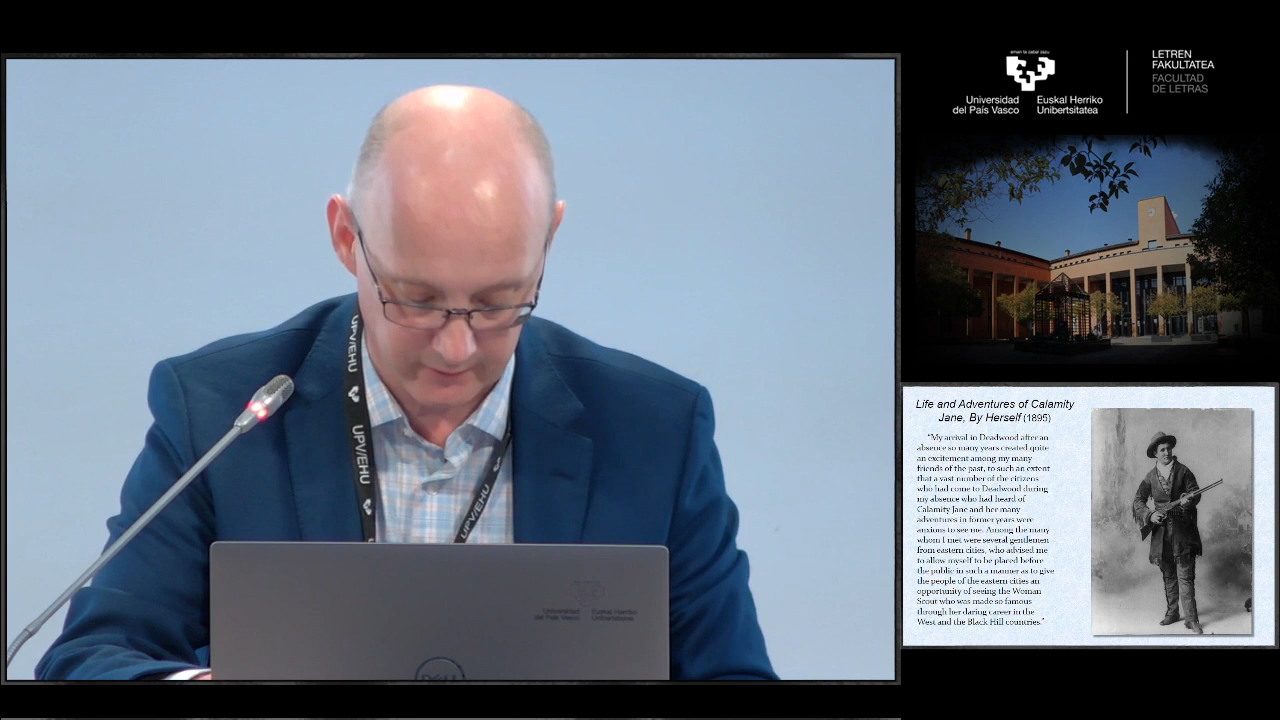 eman ta zabal zazu
Universidad
del País Vasco
Euskal Herriko
Unibertsitatea
LETREN
FAKULTATEA
FACULTAD
DE LETRAS
UPV/EHU
UPV/EHU
UPV/EHU
Universidad
del País Vasco
Euskal Herriko
Unibertsitatea
DELL
Life and Adventures of Calamity
Jane, By Herself (1895)
"My arrival in Deadwood after an
absence of so many years created quite
an excitement among my many
friends of the past, to such an extent
that a vast number of the citizens
who had come to Deadwood during
my absence who had heard of
Calamity Jane and her many
adventures in former years were
anxious to see me. Among the many
whom I met were several gentlemen
from eastern cities, who advised me
to allow myself to be placed before
the public in such a manner as to give
the people of the eastern cities an
opportunity of seeing the Woman
Scout who was made so famous
through her daring career in the
West and the Black Hill countries."